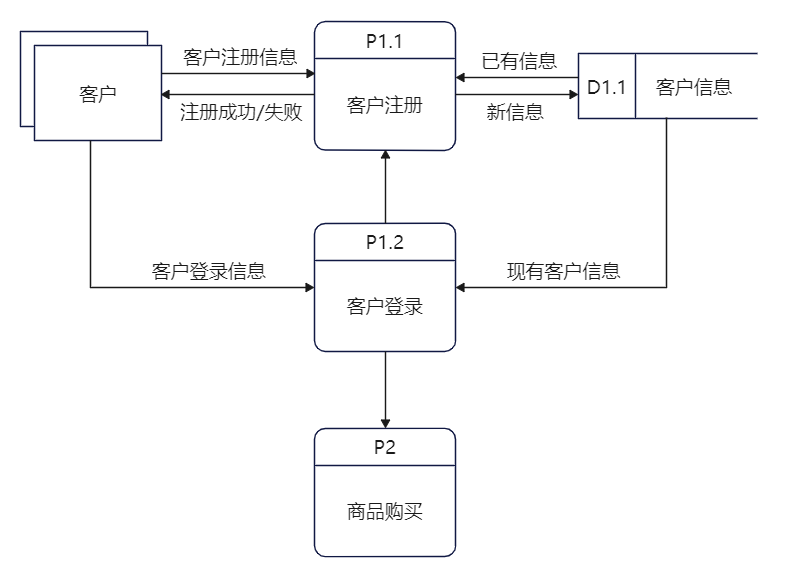 P1.1
客户注册信息
已有信息
客户
客户注册
D1.1
客户信息
注册成功/失败
新信息
P1.2
客户登录信息
现有客户信息
客户登录
P2
商品购买